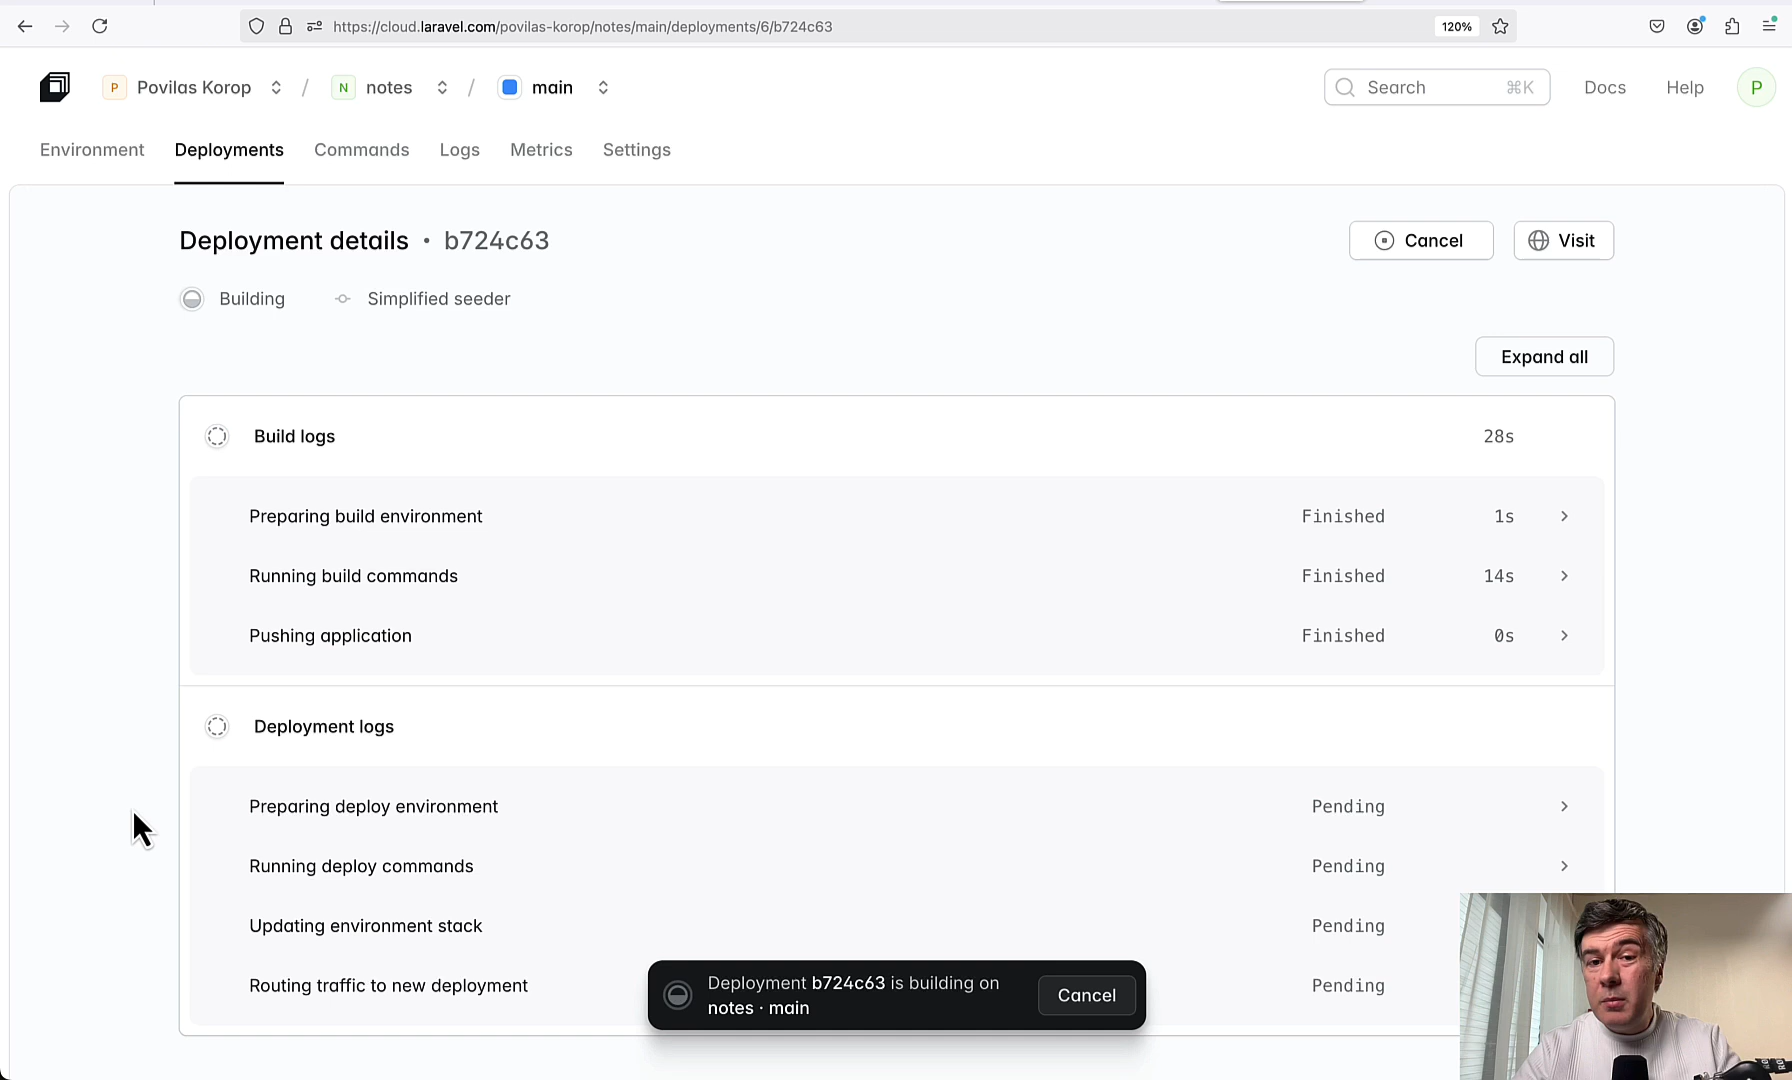 https://cloud.laravel.com/povilas-korop/notes/main/deployments/6/b724c63
120%
P Povilas Korop / N notes / main
Search ⌘K
Docs
Help
P
Environment
Deployments
Commands
Logs
Metrics
Settings
Deployment details · b724c63
Cancel
Visit
Building
Simplified seeder
Expand all
Build logs 28s
Preparing build environment Finished 1s
Running build commands Finished 14s
Pushing application Finished 0s
Deployment logs
Preparing deploy environment Pending
Running deploy commands Pending
Updating environment stack Pending
Routing traffic to new deployment Pending
Deployment b724c63 is building on
notes · main
Cancel